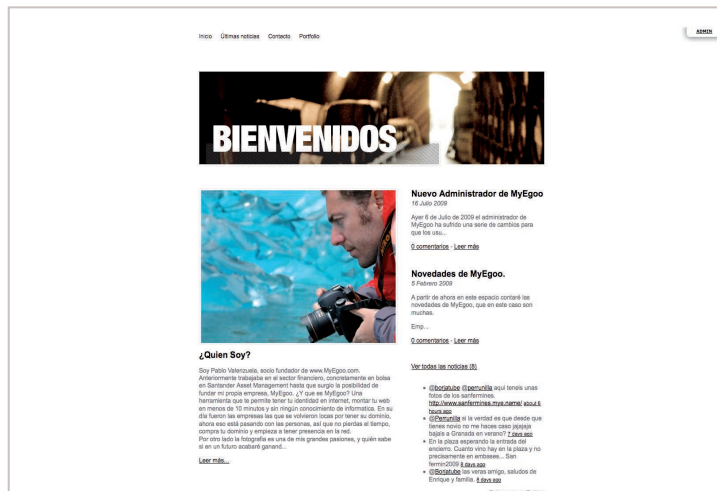 Inicio Últimas noticias Contacto Portfolio
ADMIN
BIENVENIDOS
¿Quien Soy?
Soy Pablo Valenzuela, socio fundador de www.MyEgoo.com.
Anteriormente trabajaba en el sector financiero, concretamente en bolsa
en Santander Asset Management hasta que surgio la posibilidad de
fundar mi propia empresa, MyEgoo. ¿Y que es MyEgoo? Una
herramienta que te permite tener tu identidad en internet, montar tu web
en menos de 10 minutos y sin ningún conocimiento de informatica. En su
día fueron las empresas las que se volvieron locas por tener su dominio,
ahora eso está pasando con las personas, así que no pierdas el tiempo,
compra tu dominio y empieza a tener presencia en la red.
Por otro lado la fotografía es una de mis grandes pasiones, y quién sabe
si en un futuro acabaré ganand...
Leer más...
Nuevo Administrador de MyEgoo
16 Julio 2009
Ayer 6 de Julio de 2009 el administrador de
MyEgoo ha sufrido una serie de cambios para
que los usu...
0 comentarios - Leer más
Novedades de MyEgoo.
5 Febrero 2009
A partir de ahora en este espacio contaré las
novedades de MyEgoo, que en este caso son
muchas.
Emp...
0 comentarios - Leer más
Ver todas las noticias (8)
@borjatube @perrunilla aqui teneis unas
fotos de los sanfermines.
http://www.sanfermines.mye.name/ about 6
hours ago
@Perrunilla si la verdad es que desde que
tienes novio no me haces caso jajajaja
bajais a Granada en verano? 7 days ago
En la plaza esperando la entrada del
encierro. Cuanto vino hay en la plaza y no
precisamente en embases... San
fermin2009 8 days ago
@Borjatube las veras amigo, saludos de
Enrique y familia. 8 days ago